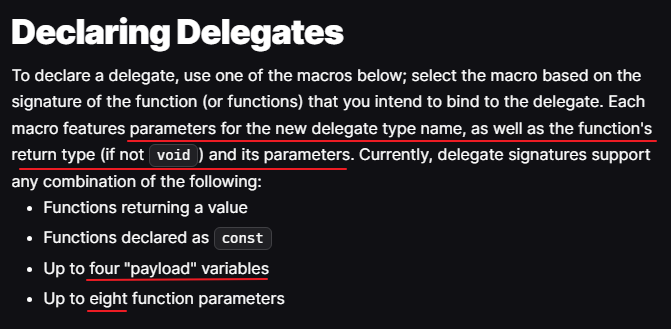 Declaring Delegates
To declare a delegate, use one of the macros below; select the macro based on the
signature of the function (or functions) that you intend to bind to the delegate. Each
macro features parameters for the new delegate type name, as well as the function's
return type (if not void ) and its parameters. Currently, delegate signatures support
any combination of the following:
• Functions returning a value
• Functions declared as const
• Up to four "payload" variables
• Up to eight function parameters